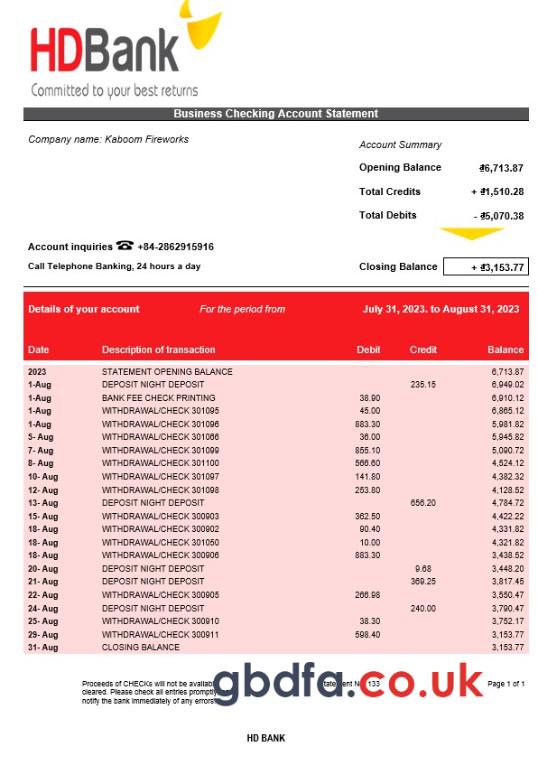 HDBank
Committed to your best returns
Business Checking Account Statement
Company name: Kaboom Fireworks
Account Summary
Opening Balance ₫6,713.87
Total Credits + ₫1,510.28
Total Debits - ₫5,070.38
Account inquiries ☎ +84-2862915916
Call Telephone Banking, 24 hours a day
Closing Balance + ₫3,153.77
Details of your account For the period from July 31, 2023. to August 31, 2023
Date Description of transaction Debit Credit Balance
2023 STATEMENT OPENING BALANCE 6,713.87
1-Aug DEPOSIT NIGHT DEPOSIT 235.15 6,949.02
1-Aug BANK FEE CHECK PRINTING 38.90 6,910.12
1-Aug WITHDRAWAL/CHECK 301095 45.00 6,865.12
1-Aug WITHDRAWAL/CHECK 301096 883.30 5,981.82
5- Aug WITHDRAWAL/CHECK 301066 36.00 5,945.82
7- Aug WITHDRAWAL/CHECK 301099 855.10 5,090.72
8- Aug WITHDRAWAL/CHECK 301100 566.60 4,524.12
10- Aug WITHDRAWAL/CHECK 301097 141.80 4,382.32
12- Aug WITHDRAWAL/CHECK 301098 253.80 4,128.52
13- Aug DEPOSIT NIGHT DEPOSIT 656.20 4,784.72
15- Aug WITHDRAWAL/CHECK 300903 362.50 4,422.22
18- Aug WITHDRAWAL/CHECK 300902 90.40 4,331.82
18- Aug WITHDRAWAL/CHECK 301050 10.00 4,321.82
18- Aug WITHDRAWAL/CHECK 300906 883.30 3,438.52
20- Aug DEPOSIT NIGHT DEPOSIT 9.68 3,448.20
21- Aug DEPOSIT NIGHT DEPOSIT 369.25 3,817.45
22- Aug WITHDRAWAL/CHECK 300905 266.98 3,550.47
24- Aug DEPOSIT NIGHT DEPOSIT 240.00 3,790.47
25- Aug WITHDRAWAL/CHECK 300910 38.30 3,752.17
29- Aug WITHDRAWAL/CHECK 300911 598.40 3,153.77
31- Aug CLOSING BALANCE 3,153.77
Proceeds of CHECKs will not be 133 Page 1 of 1
cleared. Please check all entries
notify the bank immediately of any errors
gbdfa.co.uk
HD BANK